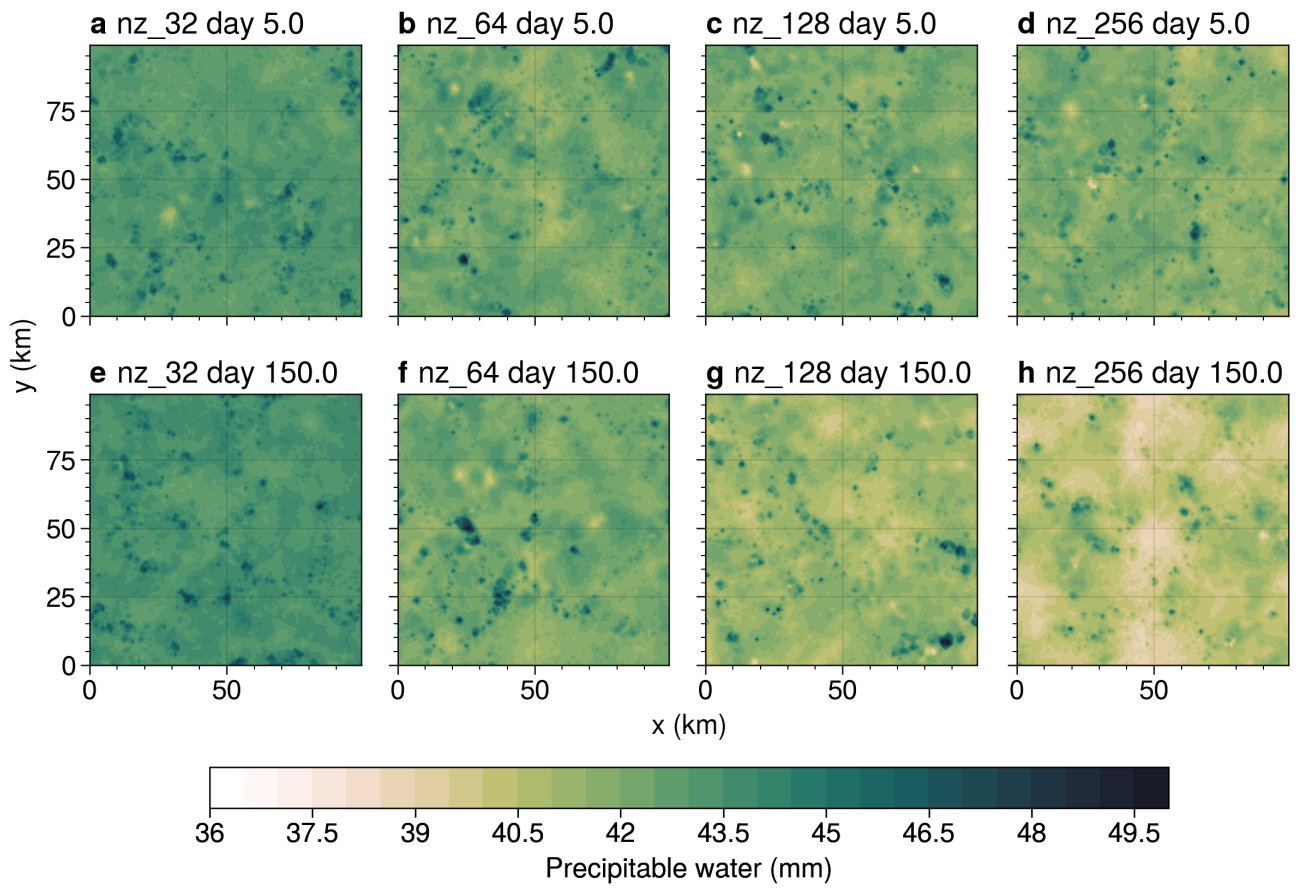 a nz_32 day 5.0
b nz_64 day 5.0
c nz_128 day 5.0
d nz_256 day 5.0
75
50
25
0
y (km)
e nz_32 day 150.0
f nz_64 day 150.0
g nz_128 day 150.0
h nz_256 day 150.0
75
50
25
0
0 50 0 50 0 50 0 50
x (km)
36 37.5 39 40.5 42 43.5 45 46.5 48 49.5
Precipitable water (mm)